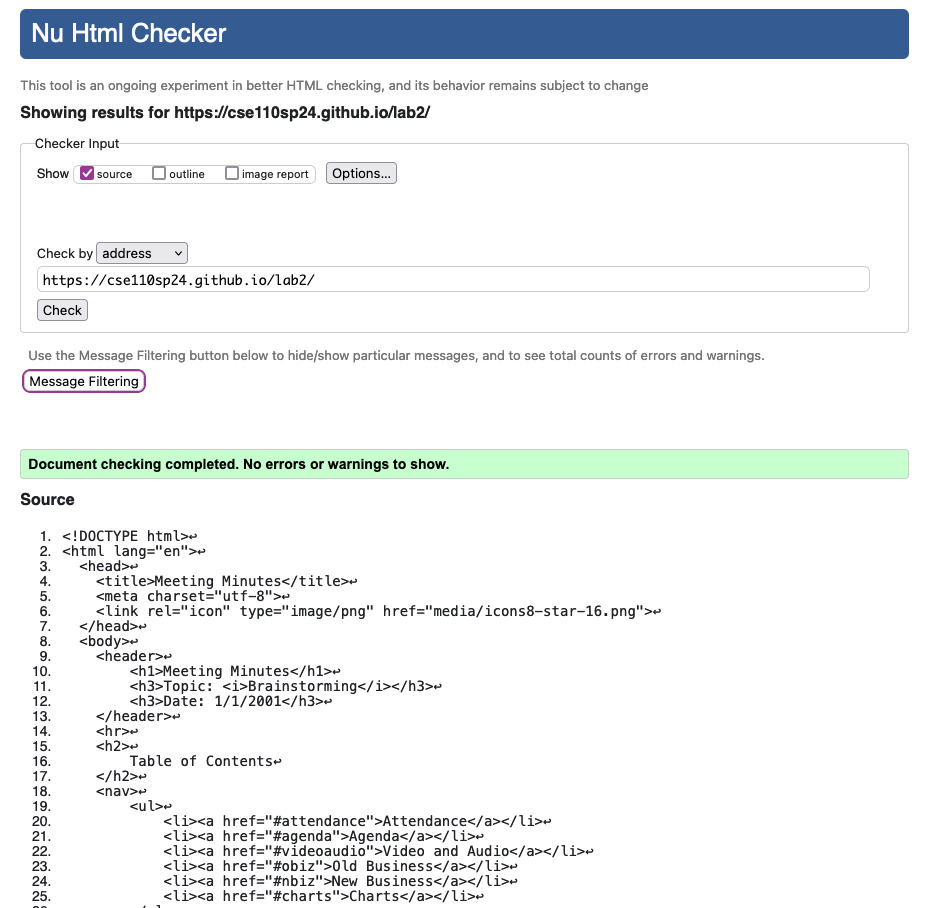 Nu Html Checker
This tool is an ongoing experiment in better HTML checking, and its behavior remains subject to change
Showing results for https://cse110sp24.github.io/lab2/
Checker Input
Show source outline image report Options...
Check by address
https://cse110sp24.github.io/lab2/
Check
Use the Message Filtering button below to hide/show particular messages, and to see total counts of errors and warnings.
Message Filtering
Document checking completed. No errors or warnings to show.
Source
1. <!DOCTYPE html>↩
2. <html lang="en">↩
3. <head>↩
4. <title>Meeting Minutes</title>↩
5. <meta charset="utf-8">↩
6. <link rel="icon" type="image/png" href="media/icons8-star-16.png">↩
7. </head>↩
8. <body>↩
9. <header>↩
10. <h1>Meeting Minutes</h1>↩
11. <h3>Topic: <i>Brainstorming</i></h3>↩
12. <h3>Date: 1/1/2001</h3>↩
13. </header>↩
14. <hr>↩
15. <h2>↩
16. Table of Contents↩
17. </h2>↩
18. <nav>↩
19. <ul>↩
20. <li><a href="#attendance">Attendance</a></li>↩
21. <li><a href="#agenda">Agenda</a></li>↩
22. <li><a href="#videoaudio">Video and Audio</a></li>↩
23. <li><a href="#obiz">Old Business</a></li>↩
24. <li><a href="#nbiz">New Business</a></li>↩
25. <li><a href="#charts">Charts</a></li>↩